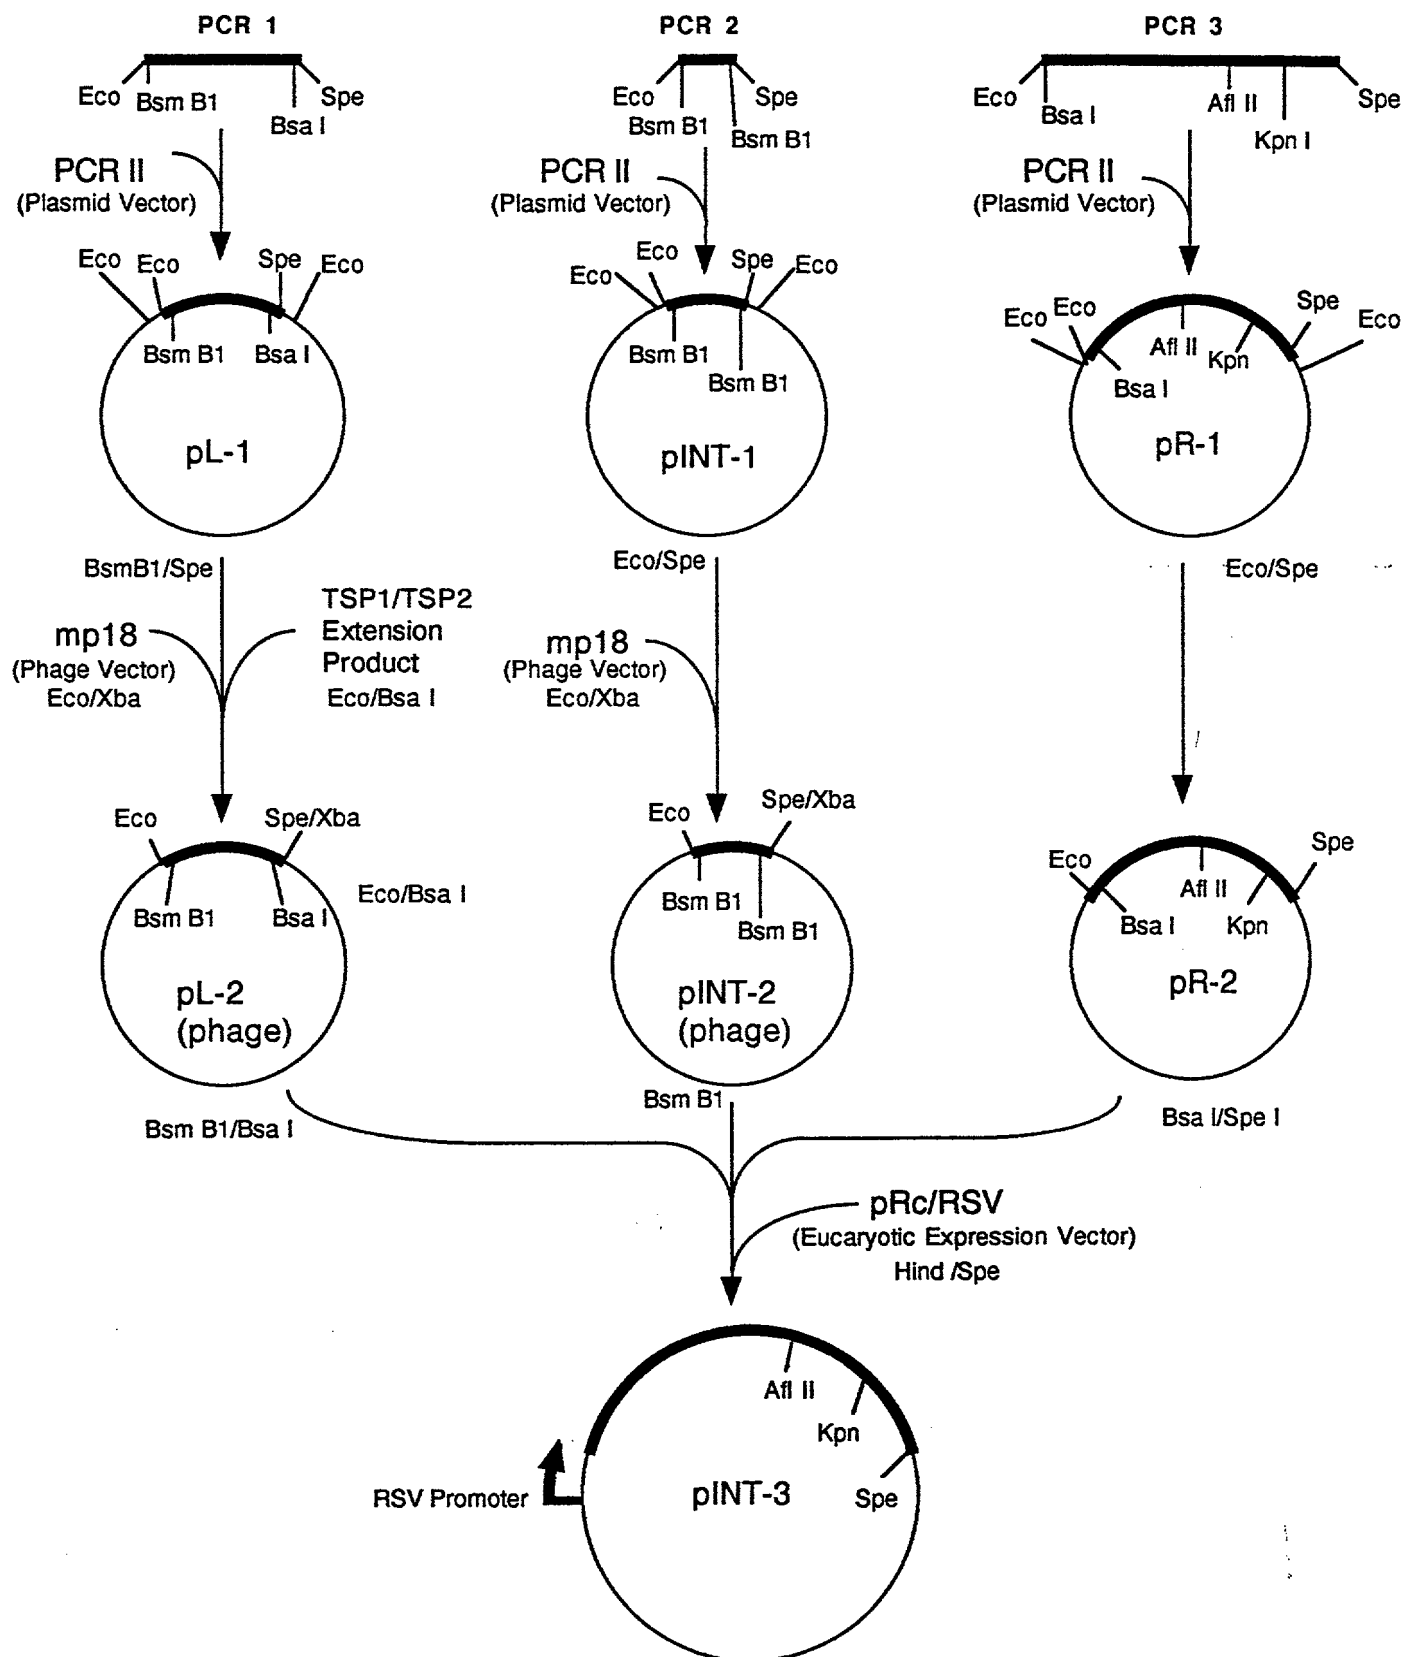 PCR 1
PCR 2
PCR 3
Eco
Bsm B1
Bsa I
Spe
Eco
Bsm B1
Spe
Bsm B1
Eco
Bsa I
Afl II
Kpn I
Spe
PCR II
(Plasmid Vector)
PCR II
(Plasmid Vector)
PCR II
(Plasmid Vector)
Eco
Eco
Spe
Eco
Bsm B1
Bsa I
pL-1
Eco
Eco
Spe
Eco
Bsm B1
Bsm B1
pINT-1
Eco
Eco
Spe
Eco
Afl II
Kpn
Bsa I
pR-1
BsmB1/Spe
Eco/Spe
Eco/Spe
mp18
(Phage Vector)
Eco/Xba
TSP1/TSP2
Extension
Product
Eco/Bsa I
mp18
(Phage Vector)
Eco/Xba
Eco
Spe/Xba
Bsm B1
Bsa I
Eco/Bsa I
pL-2
(phage)
Eco
Spe/Xba
Bsm B1
Bsm B1
pINT-2
(phage)
Eco
Spe
Afl II
Bsa I
Kpn
pR-2
Bsm B1/Bsa I
Bsm B1
Bsa I/Spe I
pRc/RSV
(Eucaryotic Expression Vector)
Hind /Spe
Afl II
Kpn
Spe
RSV Promoter
pINT-3